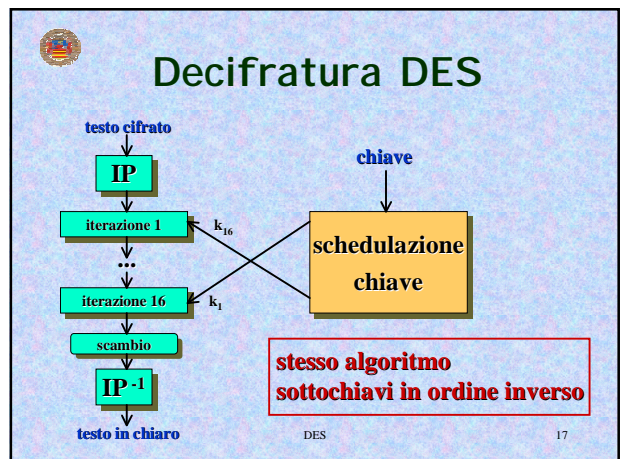 Decifratura DES
testo cifrato
IP
iterazione 1
...
iterazione 16
scambio
IP -1
testo in chiaro
k16
k1
chiave
schedulazione
chiave
stesso algoritmo
sottochiavi in ordine inverso
DES
17